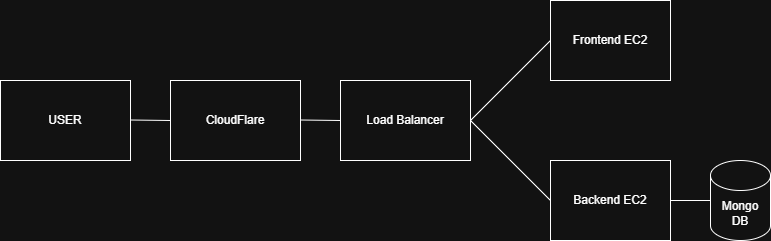 USER
CloudFlare
Load Balancer
Frontend EC2
Backend EC2
Mongo
DB